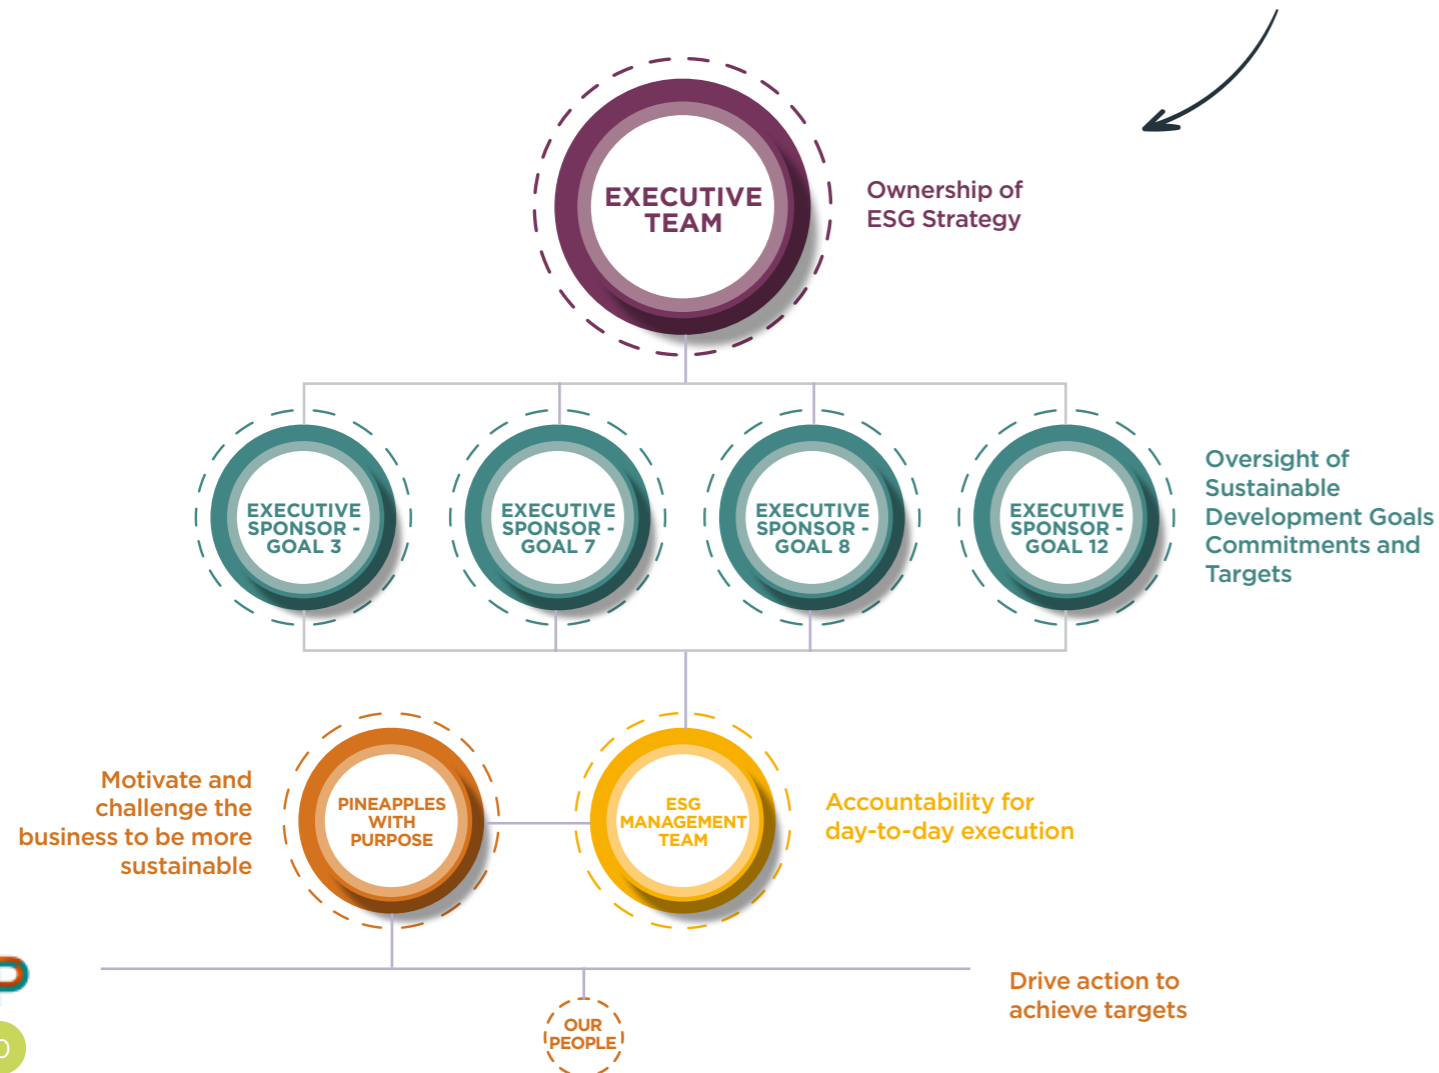 EXECUTIVE
TEAM
Ownership of
ESG Strategy
EXECUTIVE
SPONSOR -
GOAL 3
EXECUTIVE
SPONSOR -
GOAL 7
EXECUTIVE
SPONSOR -
GOAL 8
EXECUTIVE
SPONSOR -
GOAL 12
Oversight of
Sustainable
Development Goals
Commitments and
Targets
Motivate and
challenge the
business to be more
sustainable
PINEAPPLES
WITH
PURPOSE
ESG
MANAGEMENT
TEAM
Accountability for
day-to-day execution
Drive action to
achieve targets
OUR
PEOPLE